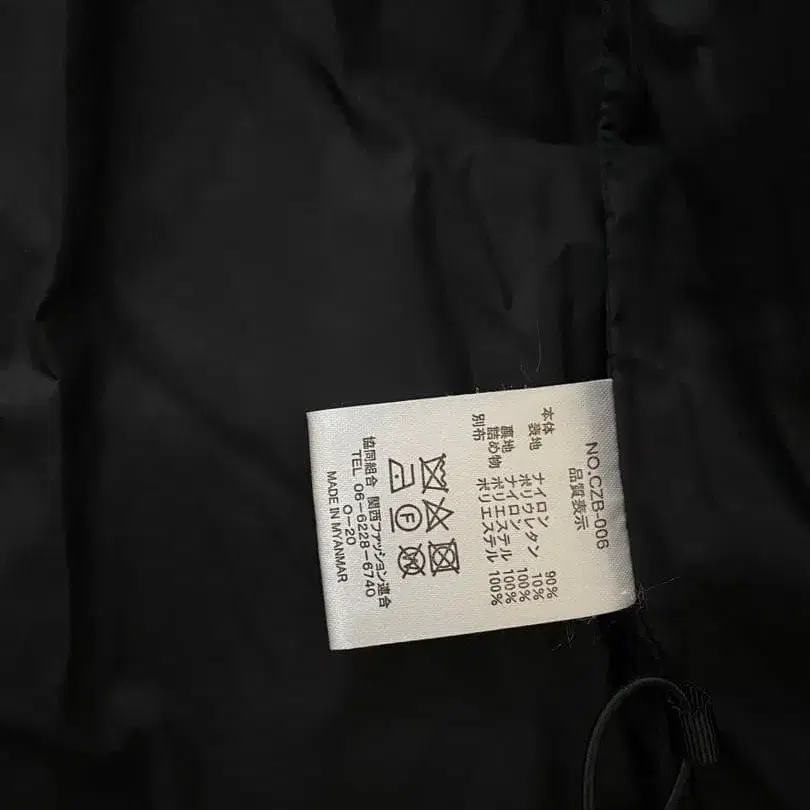 NO.CZB-006
品質表示
本体
表地 ナイロン 90%
ポリウレタン 10%
裏地 ナイロン 100%
詰め物 ポリエステル 100%
別布 ポリエステル 100%
F
協同組合 関西ファッション連合
TEL 06-6228-6740
O-20
MADE IN MYANMAR